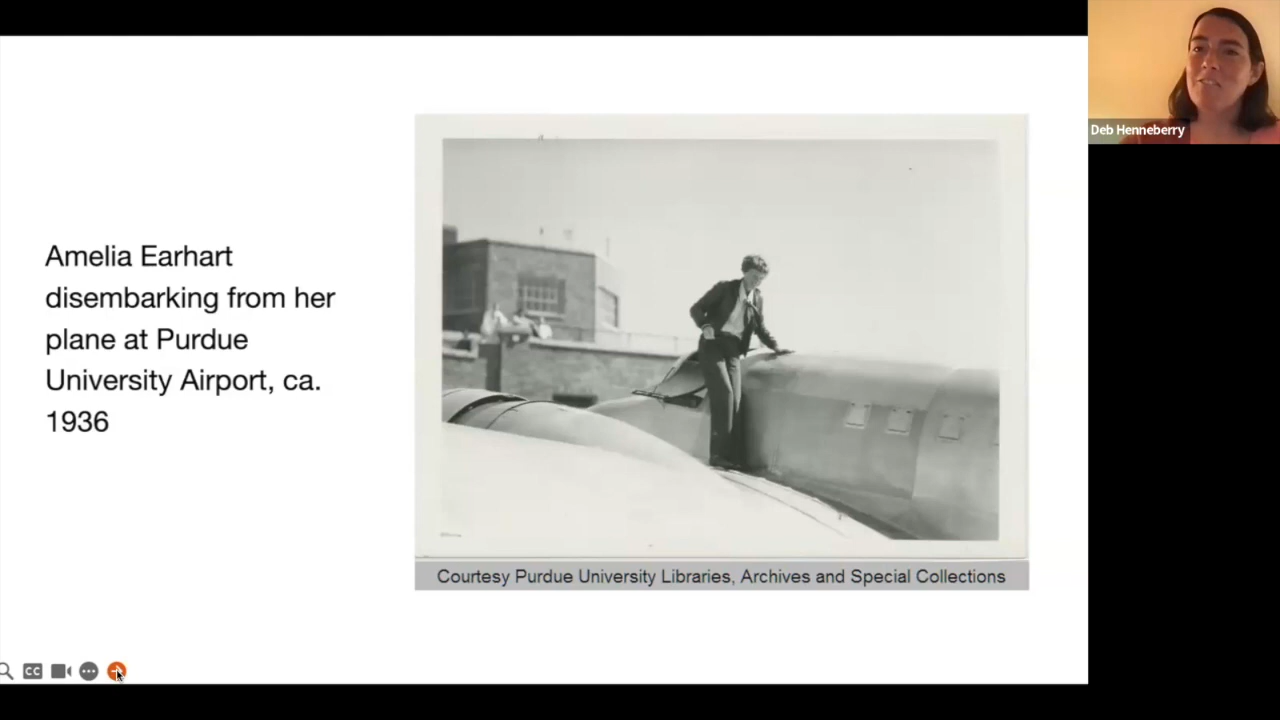 Amelia Earhart
disembarking from her
plane at Purdue
University Airport, ca.
1936
Courtesy Purdue University Libraries, Archives and Special Collections
Deb Henneberry
CC